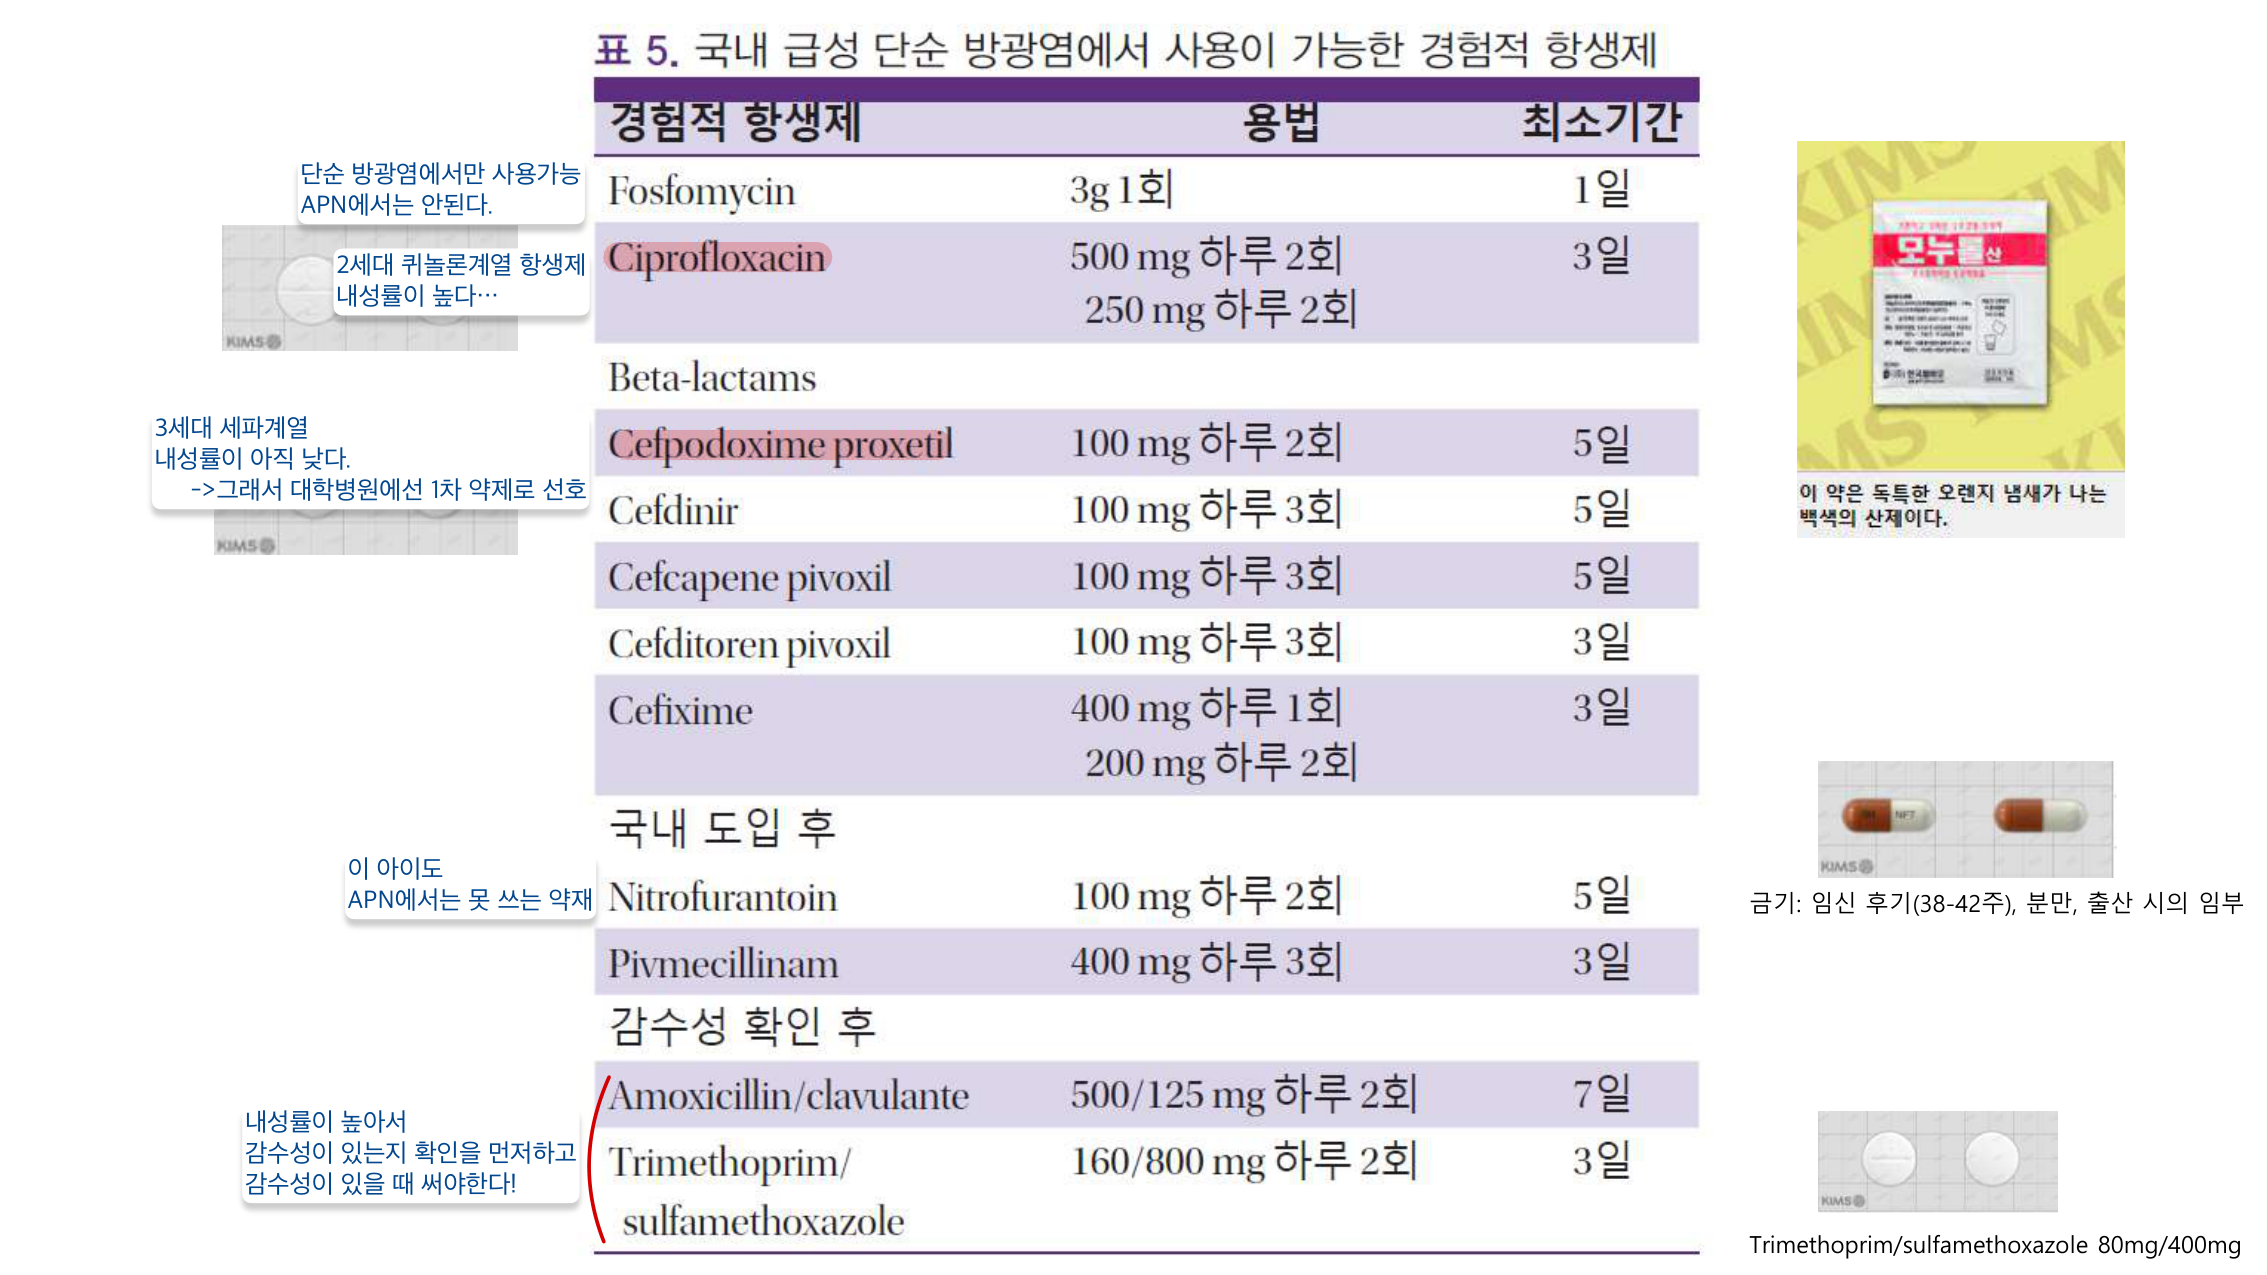 표 5. 국내 급성 단순 방광염에서 사용이 가능한 경험적 항생제
경험적 항생제 용법 최소기간
Fosfomycin 3g 1회 1일
Ciprofloxacin 500 mg 하루 2회 3일
250 mg 하루 2회
Beta-lactams
Cefpodoxime proxetil 100 mg 하루 2회 5일
Cefdinir 100 mg 하루 3회 5일
Cefcapene pivoxil 100 mg 하루 3회 5일
Cefditoren pivoxil 100 mg 하루 3회 3일
Cefixime 400 mg 하루 1회 3일
200 mg 하루 2회
국내 도입 후
Nitrofurantoin 100 mg 하루 2회 5일
Pivmecillinam 400 mg 하루 3회 3일
감수성 확인 후
Amoxicillin/clavulante 500/125 mg 하루 2회 7일
Trimethoprim/ 160/800 mg 하루 2회 3일
sulfamethoxazole
단순 방광염에서만 사용가능
APN에서는 안된다.
2세대 퀴놀론계열 항생제
내성률이 높다…
KIMS
3세대 세파계열
내성률이 아직 낮다.
->그래서 대학병원에선 1차 약제로 선호
KIMS
이 아이도
APN에서는 못 쓰는 약재
내성률이 높아서
감수성이 있는지 확인을 먼저하고
감수성이 있을 때 써야한다!
KIMS
모누롤산
이 약은 독특한 오렌지 냄새가 나는
백색의 산제이다.
NFT
KIMS
금기: 임신 후기(38-42주), 분만, 출산 시의 임부
KIMS
Trimethoprim/sulfamethoxazole 80mg/400mg